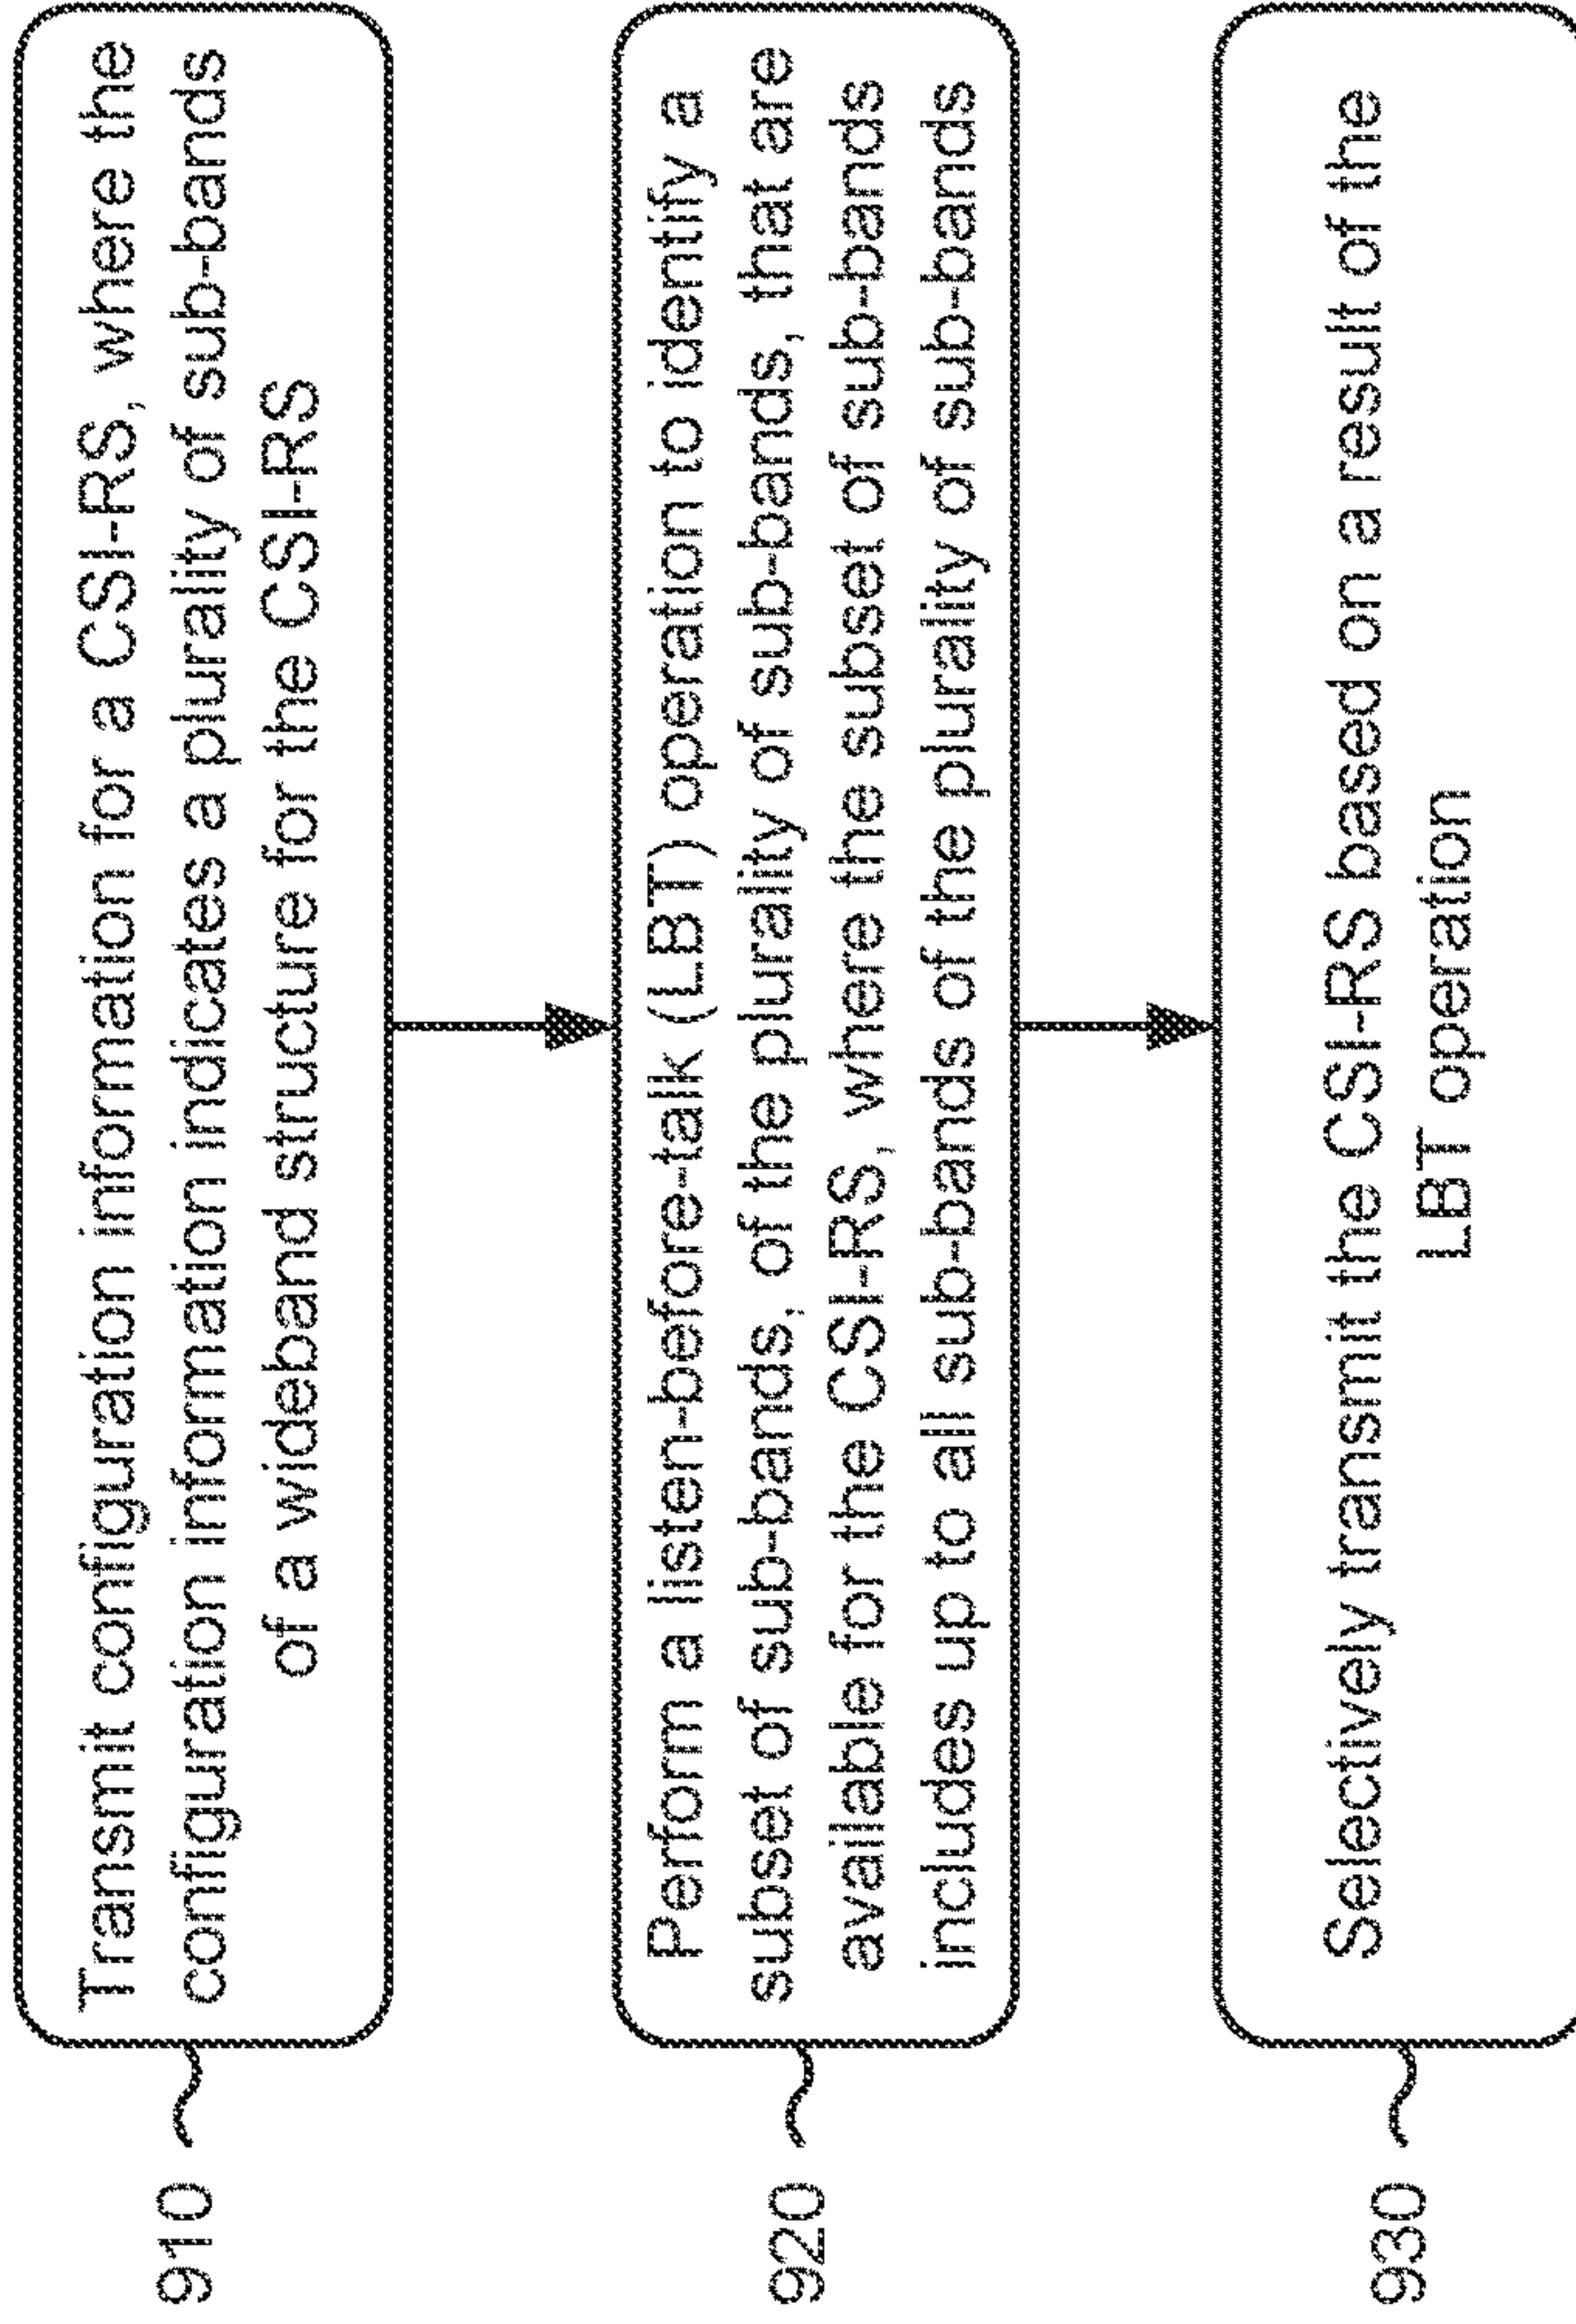 910
Transmit configuration information for a CSI-RS, where the
configuration information indicates a plurality of sub-bands
of a wideband structure for the CSI-RS
920
Perform a listen-before-talk (LBT) operation to identify a
subset of sub-bands, of the plurality of sub-bands, that are
available for the CSI-RS, where the subset of sub-bands
includes up to all sub-bands of the plurality of sub-bands
930
Selectively transmit the CSI-RS based on a result of the
LBT operation